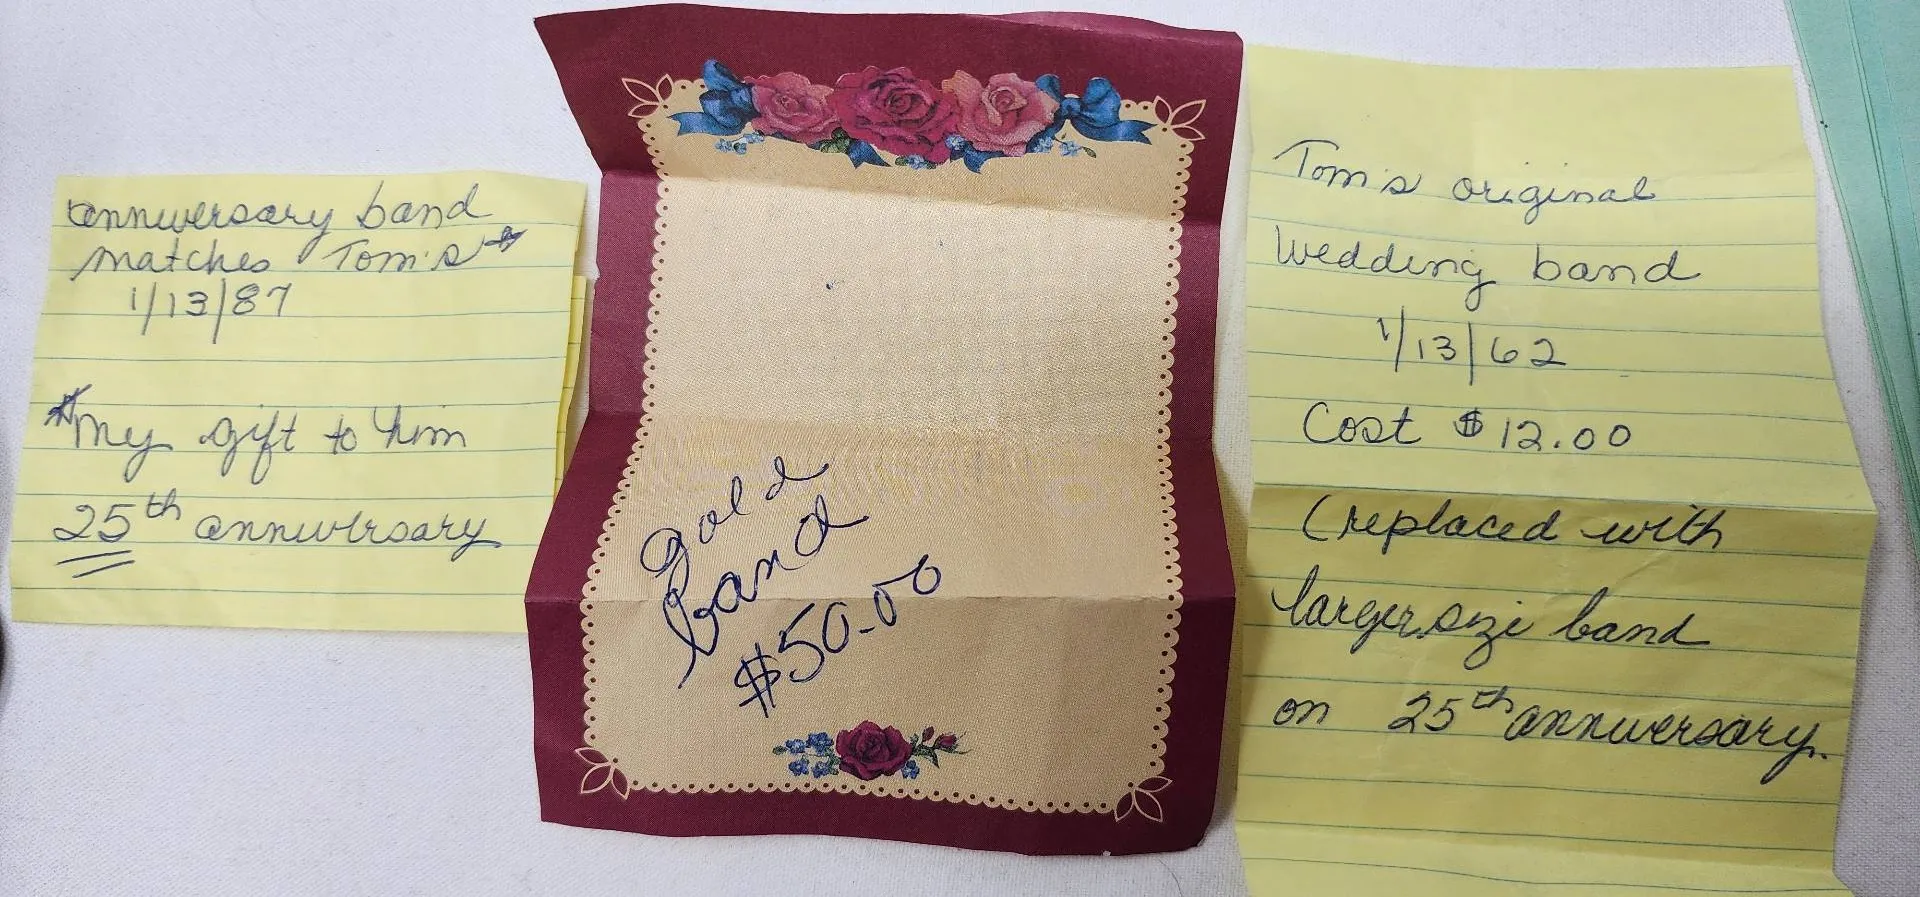 anniversary band
matches Tom's *
1/13/87
*My gift to him
25th anniversary
gold
band
$50.00
Tom's original
Wedding band
1/13/62
Cost $12.00
(replaced with
larger size band
on 25th anniversary.